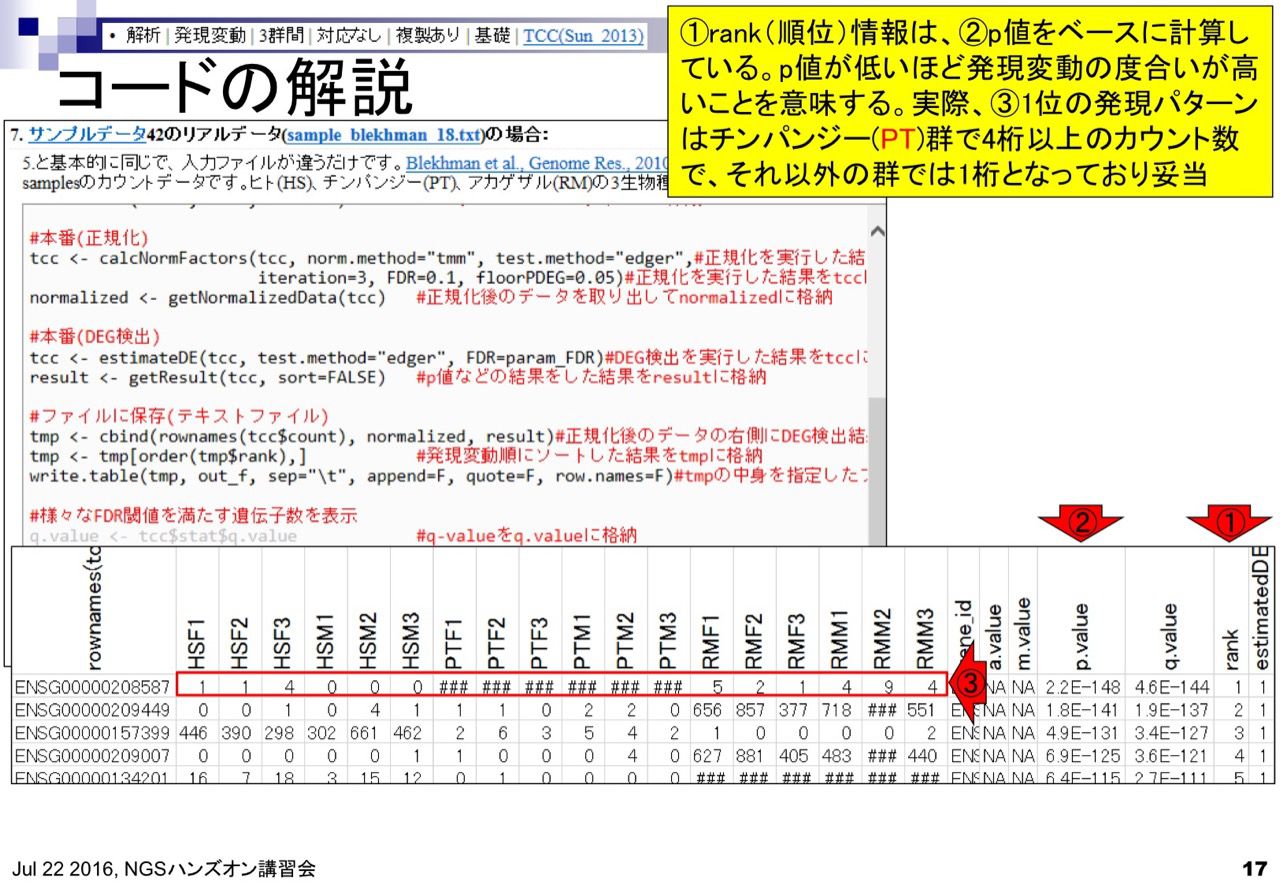 • 解析 | 発現変動 | 3群間 | 対応なし | 複製あり | 基礎 | TCC(Sun_2013)
コードの解説
①rank(順位)情報は、②p値をベースに計算し
ている。p値が低いほど発現変動の度合いが高
いことを意味する。実際、③1位の発現パターン
はチンパンジー(PT)群で4桁以上のカウント数
で、それ以外の群では1桁となっており妥当
7. サンプルデータ42のリアルデータ(sample_blekhman_18.txt)の場合:
5.と基本的に同じで、入力ファイルが違うだけです。Blekhman et al., Genome Res., 2010
samplesのカウントデータです。ヒト(HS)、チンパンジー(PT)、アカゲザル(RM)の3生物種
#本番(正規化)
tcc <- calcNormFactors(tcc, norm.method="tmm", test.method="edger",#正規化を実行した結
iteration=3, FDR=0.1, floorPDEG=0.05)#正規化を実行した結果をtccに
normalized <- getNormalizedData(tcc) #正規化後のデータを取り出してnormalizedに格納
#本番(DEG検出)
tcc <- estimateDE(tcc, test.method="edger", FDR=param_FDR)#DEG検出を実行した結果をtccに
result <- getResult(tcc, sort=FALSE) #p値などの結果をした結果をresultに格納
#ファイルに保存(テキストファイル)
tmp <- cbind(rownames(tcc$count), normalized, result)#正規化後のデータの右側にDEG検出結
tmp <- tmp[order(tmp$rank),] #発現変動順にソートした結果をtmpに格納
write.table(tmp, out_f, sep="\t", append=F, quote=F, row.names=F)#tmpの中身を指定した
#様々なFDR閾値を満たす遺伝子数を表示
q.value <- tcc$stat$q.value #q-valueをq.valueに格納
② ①
rownames(tc HSF1 HSF2 HSF3 HSM1 HSM2 HSM3 PTF1 PTF2 PTF3 PTM1 PTM2 PTM3 RMF1 RMF2 RMF3 RMM1 RMM2 RMM3 ene_id a.value m.value p.value q.value rank estimatedDE
ENSG00000208587 1 1 4 0 0 0 ### ### ### ### ### ### 5 2 1 4 9 4 ③ NA NA 2.2E-148 4.6E-144 1 1
ENSG00000209449 0 0 1 0 4 1 1 1 0 2 2 0 656 857 377 718 ### 551 ENS NA NA 1.8E-141 1.9E-137 2 1
ENSG00000157399 446 390 298 302 661 462 2 6 3 5 4 2 1 0 0 0 0 2 ENS NA NA 4.9E-131 3.4E-127 3 1
ENSG00000209007 0 0 0 0 0 1 1 0 0 0 4 0 627 881 405 483 ### 440 ENS NA NA 6.9E-125 3.6E-121 4 1
ENSG00000134201 16 7 18 3 15 12 0 1 0 0 0 0 ### ### ### ### ### ### ENS NA NA 6.4E-115 2.7E-111 5 1
Jul 22 2016, NGSハンズオン講習会
17